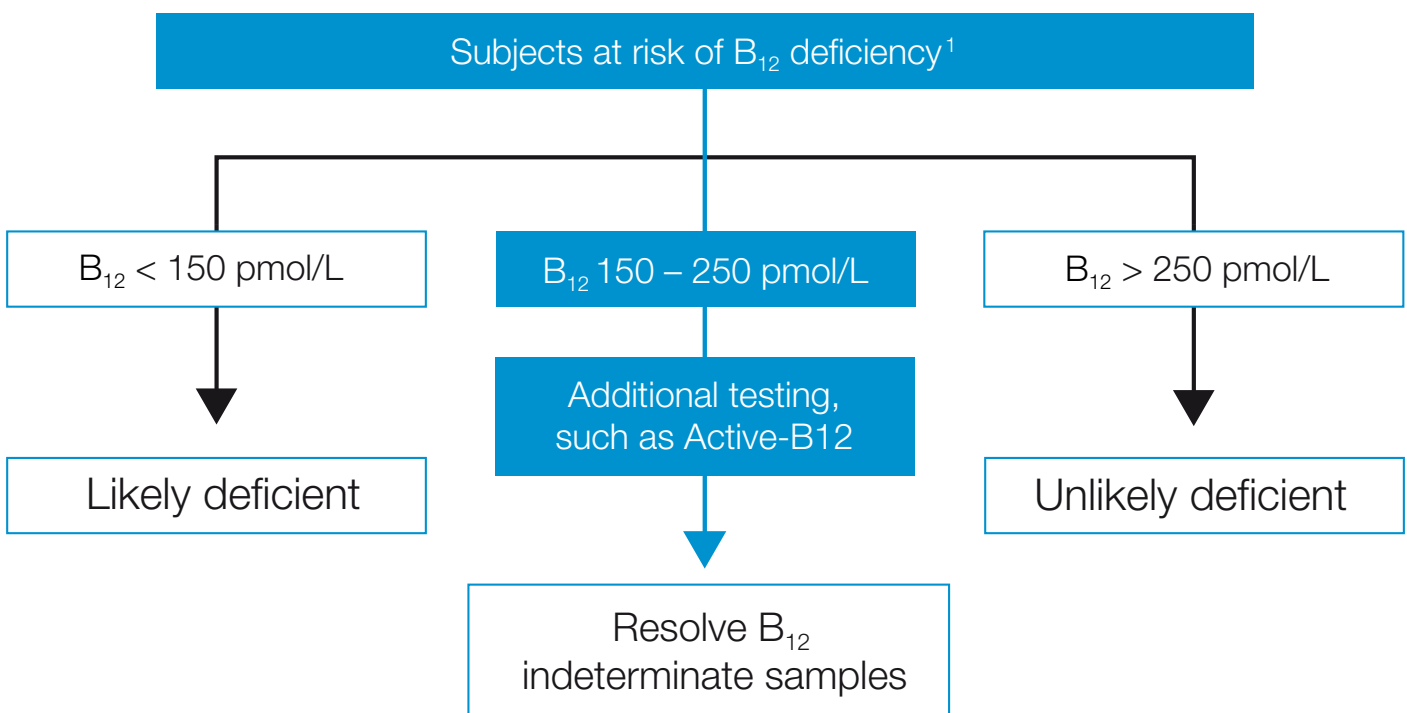 Subjects at risk of B₁₂ deficiency¹
B₁₂ < 150 pmol/L
B₁₂ 150 – 250 pmol/L
B₁₂ > 250 pmol/L
Additional testing,
such as Active-B12
Likely deficient
Unlikely deficient
Resolve B₁₂
indeterminate samples